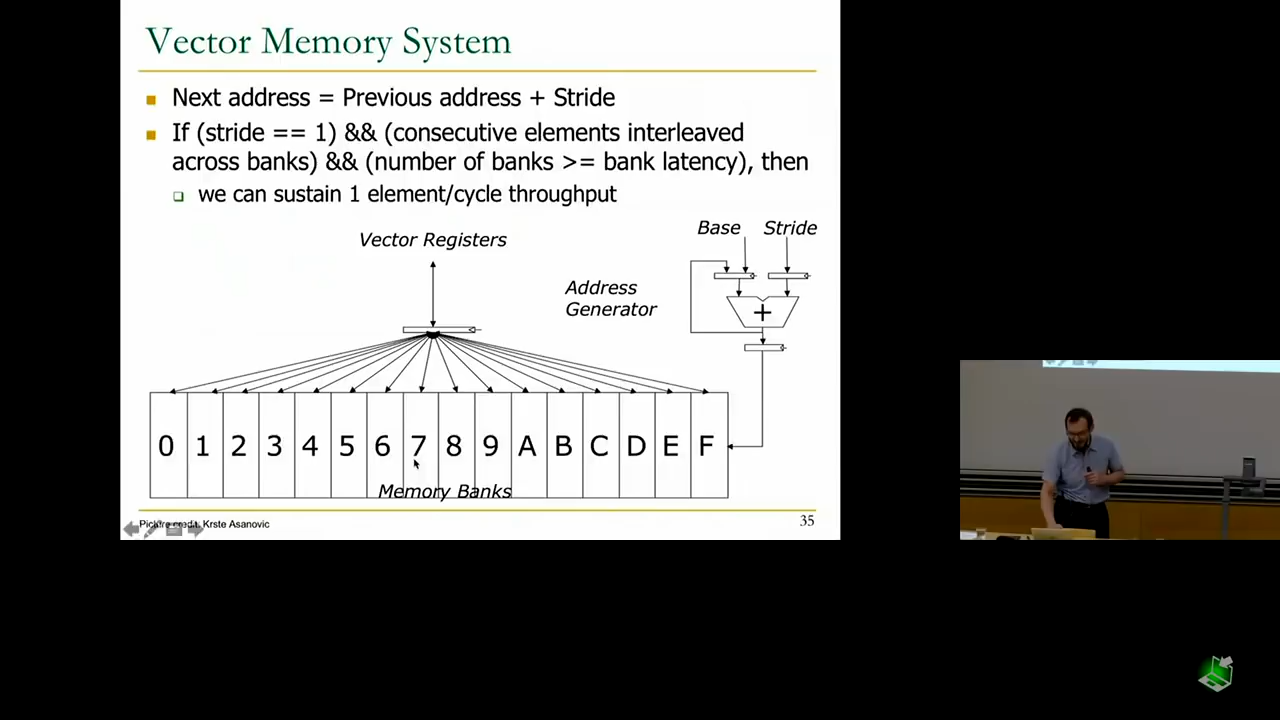 Vector Memory System
Next address = Previous address + Stride
If (stride == 1) && (consecutive elements interleaved
across banks) && (number of banks >= bank latency), then
we can sustain 1 element/cycle throughput
Base Stride
Vector Registers
Address
Generator
+
0 1 2 3 4 5 6 7 8 9 A B C D E F
Memory Banks
Picture credit: Krste Asanovic
35